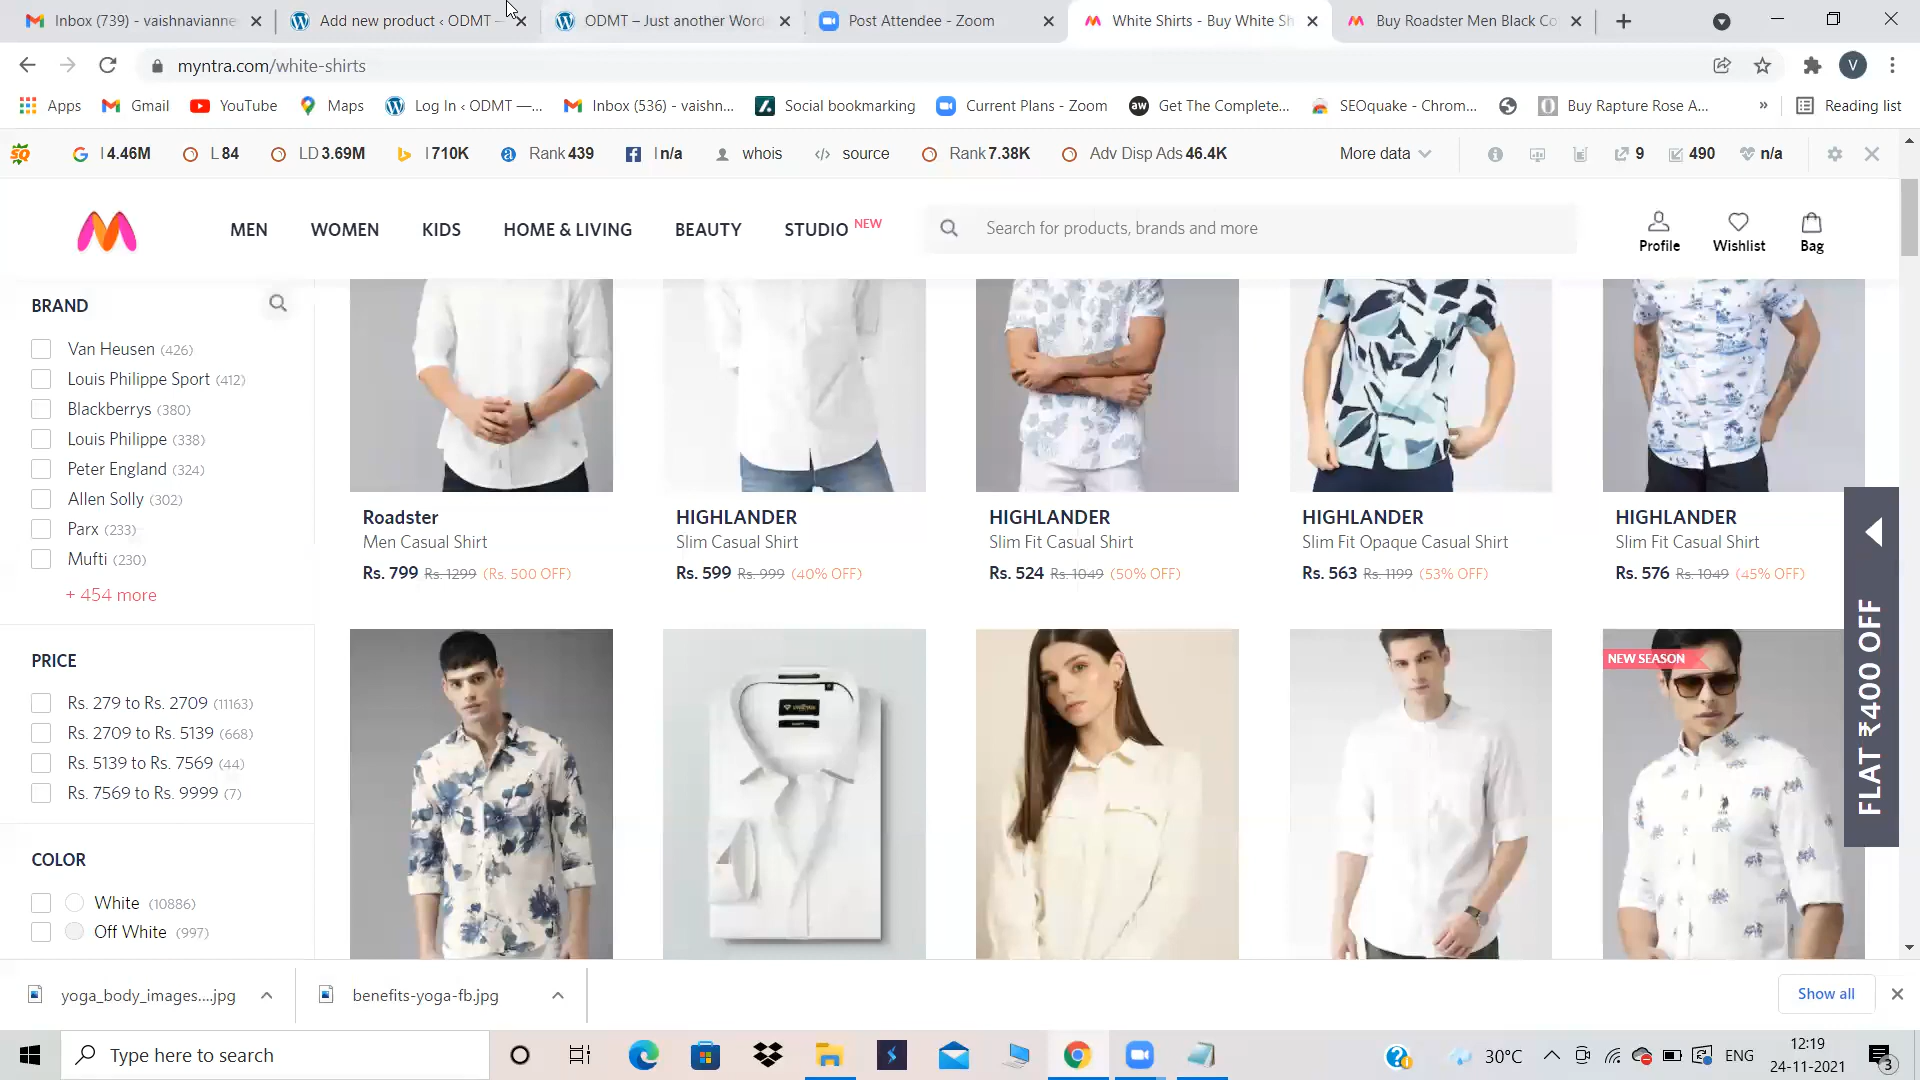 Inbox (739) - vaishnavianne
Add new product ‹ ODMT –
ODMT – Just another Word
Post Attendee - Zoom
White Shirts - Buy White Sh
Buy Roadster Men Black Co
V
myntra.com/white-shirts
Apps
Gmail
YouTube
Maps
Log In ‹ ODMT —...
Inbox (536) - vaishn...
Social bookmarking
Current Plans - Zoom
aw
Get The Complete...
SEOquake - Chrom...
Buy Rapture Rose A...
»
Reading list
I 4.46M
L 84
LD 3.69M
I 710K
Rank 439
I n/a
whois
source
Rank 7.38K
Adv Disp Ads 46.4K
More data
9
490
n/a
MEN
WOMEN
KIDS
HOME & LIVING
BEAUTY
STUDIO NEW
Search for products, brands and more
Profile
Wishlist
Bag
BRAND
Van Heusen (426)
Louis Philippe Sport (412)
Blackberrys (380)
Louis Philippe (338)
Peter England (324)
Allen Solly (302)
Parx (233)
Mufti (230)
+ 454 more
PRICE
Rs. 279 to Rs. 2709 (11163)
Rs. 2709 to Rs. 5139 (668)
Rs. 5139 to Rs. 7569 (44)
Rs. 7569 to Rs. 9999 (7)
COLOR
White (10886)
Off White (997)
Roadster
Men Casual Shirt
Rs. 799 Rs. 1299 (Rs. 500 OFF)
HIGHLANDER
Slim Casual Shirt
Rs. 599 Rs. 999 (40% OFF)
HIGHLANDER
Slim Fit Casual Shirt
Rs. 524 Rs. 1049 (50% OFF)
HIGHLANDER
Slim Fit Opaque Casual Shirt
Rs. 563 Rs. 1199 (53% OFF)
HIGHLANDER
Slim Fit Casual Shirt
Rs. 576 Rs. 1049 (45% OFF)
NEW SEASON
FLAT ₹400 OFF
yoga_body_images....jpg
benefits-yoga-fb.jpg
Show all
Type here to search
30°C
ENG
12:19
24-11-2021
3